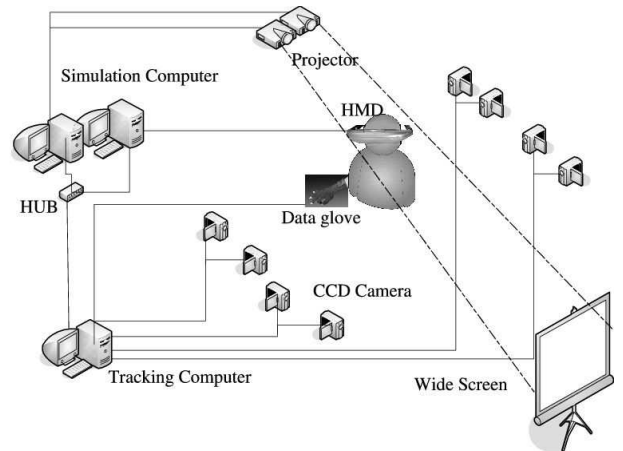 Projector
Simulation Computer
HMD
HUB
Data glove
CCD Camera
Tracking Computer
Wide Screen